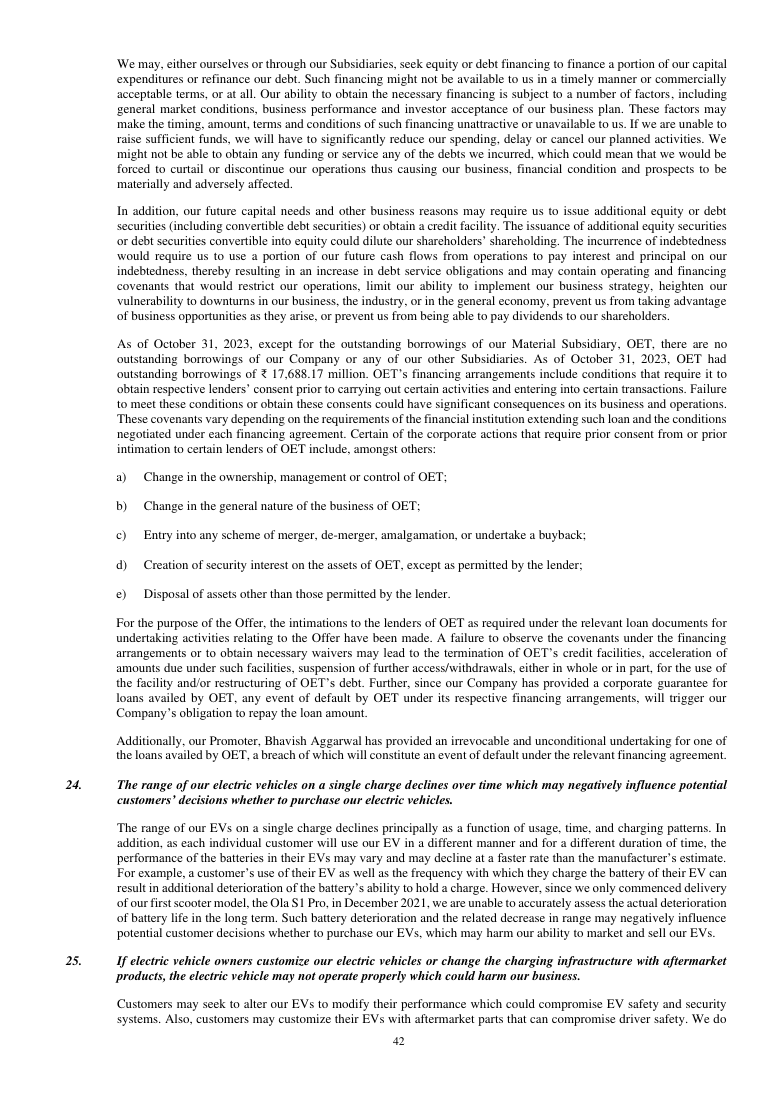 We may, either ourselves or through our Subsidiaries, seek equity or debt financing to finance a portion of our capital
expenditures or refinance our debt. Such financing might not be available to us in a timely manner or commercially
acceptable terms, or at all. Our ability to obtain the necessary financing is subject to a number of factors, including
general market conditions, business performance and investor acceptance of our business plan. These factors may
make the timing, amount, terms and conditions of such financing unattractive or unavailable to us. If we are unable to
raise sufficient funds, we will have to significantly reduce our spending, delay or cancel our planned activities. We
might not be able to obtain any funding or service any of the debts we incurred, which could mean that we would be
forced to curtail or discontinue our operations thus causing our business, financial condition and prospects to be
materially and adversely affected.
In addition, our future capital needs and other business reasons may require us to issue additional equity or debt
securities (including convertible debt securities) or obtain a credit facility. The issuance of additional equity securities
or debt securities convertible into equity could dilute our shareholders’ shareholding. The incurrence of indebtedness
would require us to use a portion of our future cash flows from operations to pay interest and principal on our
indebtedness, thereby resulting in an increase in debt service obligations and may contain operating and financing
covenants that would restrict our operations, limit our ability to implement our business strategy, heighten our
vulnerability to downturns in our business, the industry, or in the general economy, prevent us from taking advantage
of business opportunities as they arise, or prevent us from being able to pay dividends to our shareholders.
As of October 31, 2023, except for the outstanding borrowings of our Material Subsidiary, OET, there are no
outstanding borrowings of our Company or any of our other Subsidiaries. As of October 31, 2023, OET had
outstanding borrowings of ₹ 17,688.17 million. OET’s financing arrangements include conditions that require it to
obtain respective lenders’ consent prior to carrying out certain activities and entering into certain transactions. Failure
to meet these conditions or obtain these consents could have significant consequences on its business and operations.
These covenants vary depending on the requirements of the financial institution extending such loan and the conditions
negotiated under each financing agreement. Certain of the corporate actions that require prior consent from or prior
intimation to certain lenders of OET include, amongst others:
a) Change in the ownership, management or control of OET;
b) Change in the general nature of the business of OET;
c) Entry into any scheme of merger, de-merger, amalgamation, or undertake a buyback;
d) Creation of security interest on the assets of OET, except as permitted by the lender;
e) Disposal of assets other than those permitted by the lender.
For the purpose of the Offer, the intimations to the lenders of OET as required under the relevant loan documents for
undertaking activities relating to the Offer have been made. A failure to observe the covenants under the financing
arrangements or to obtain necessary waivers may lead to the termination of OET’s credit facilities, acceleration of
amounts due under such facilities, suspension of further access/withdrawals, either in whole or in part, for the use of
the facility and/or restructuring of OET’s debt. Further, since our Company has provided a corporate guarantee for
loans availed by OET, any event of default by OET under its respective financing arrangements, will trigger our
Company’s obligation to repay the loan amount.
Additionally, our Promoter, Bhavish Aggarwal has provided an irrevocable and unconditional undertaking for one of
the loans availed by OET, a breach of which will constitute an event of default under the relevant financing agreement.
24. The range of our electric vehicles on a single charge declines over time which may negatively influence potential
customers’ decisions whether to purchase our electric vehicles.
The range of our EVs on a single charge declines principally as a function of usage, time, and charging patterns. In
addition, as each individual customer will use our EV in a different manner and for a different duration of time, the
performance of the batteries in their EVs may vary and may decline at a faster rate than the manufacturer’s estimate.
For example, a customer’s use of their EV as well as the frequency with which they charge the battery of their EV can
result in additional deterioration of the battery’s ability to hold a charge. However, since we only commenced delivery
of our first scooter model, the Ola S1 Pro, in December 2021, we are unable to accurately assess the actual deterioration
of battery life in the long term. Such battery deterioration and the related decrease in range may negatively influence
potential customer decisions whether to purchase our EVs, which may harm our ability to market and sell our EVs.
25. If electric vehicle owners customize our electric vehicles or change the charging infrastructure with aftermarket
products, the electric vehicle may not operate properly which could harm our business.
Customers may seek to alter our EVs to modify their performance which could compromise EV safety and security
systems. Also, customers may customize their EVs with aftermarket parts that can compromise driver safety. We do
42